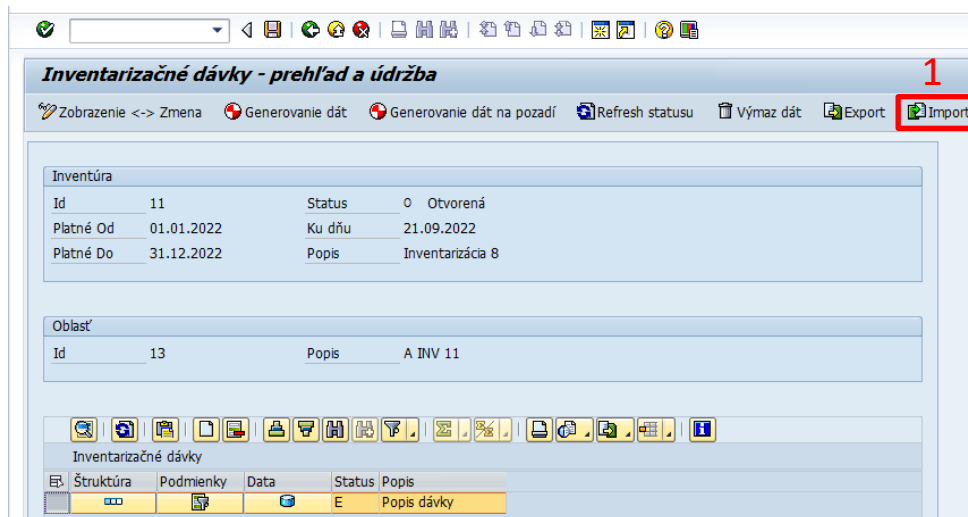 Inventarizačné dávky - prehľad a údržba
1
Zobrazenie <-> Zmena Generovanie dát Generovanie dát na pozadí Refresh statusu Výmaz dát Export Import
Inventúra
Id 11 Status O Otvorená
Platné Od 01.01.2022 Ku dňu 21.09.2022
Platné Do 31.12.2022 Popis Inventarizácia 8
Oblasť
Id 13 Popis A INV 11
Inventarizačné dávky
Štruktúra Podmienky Data Status Popis
E Popis dávky